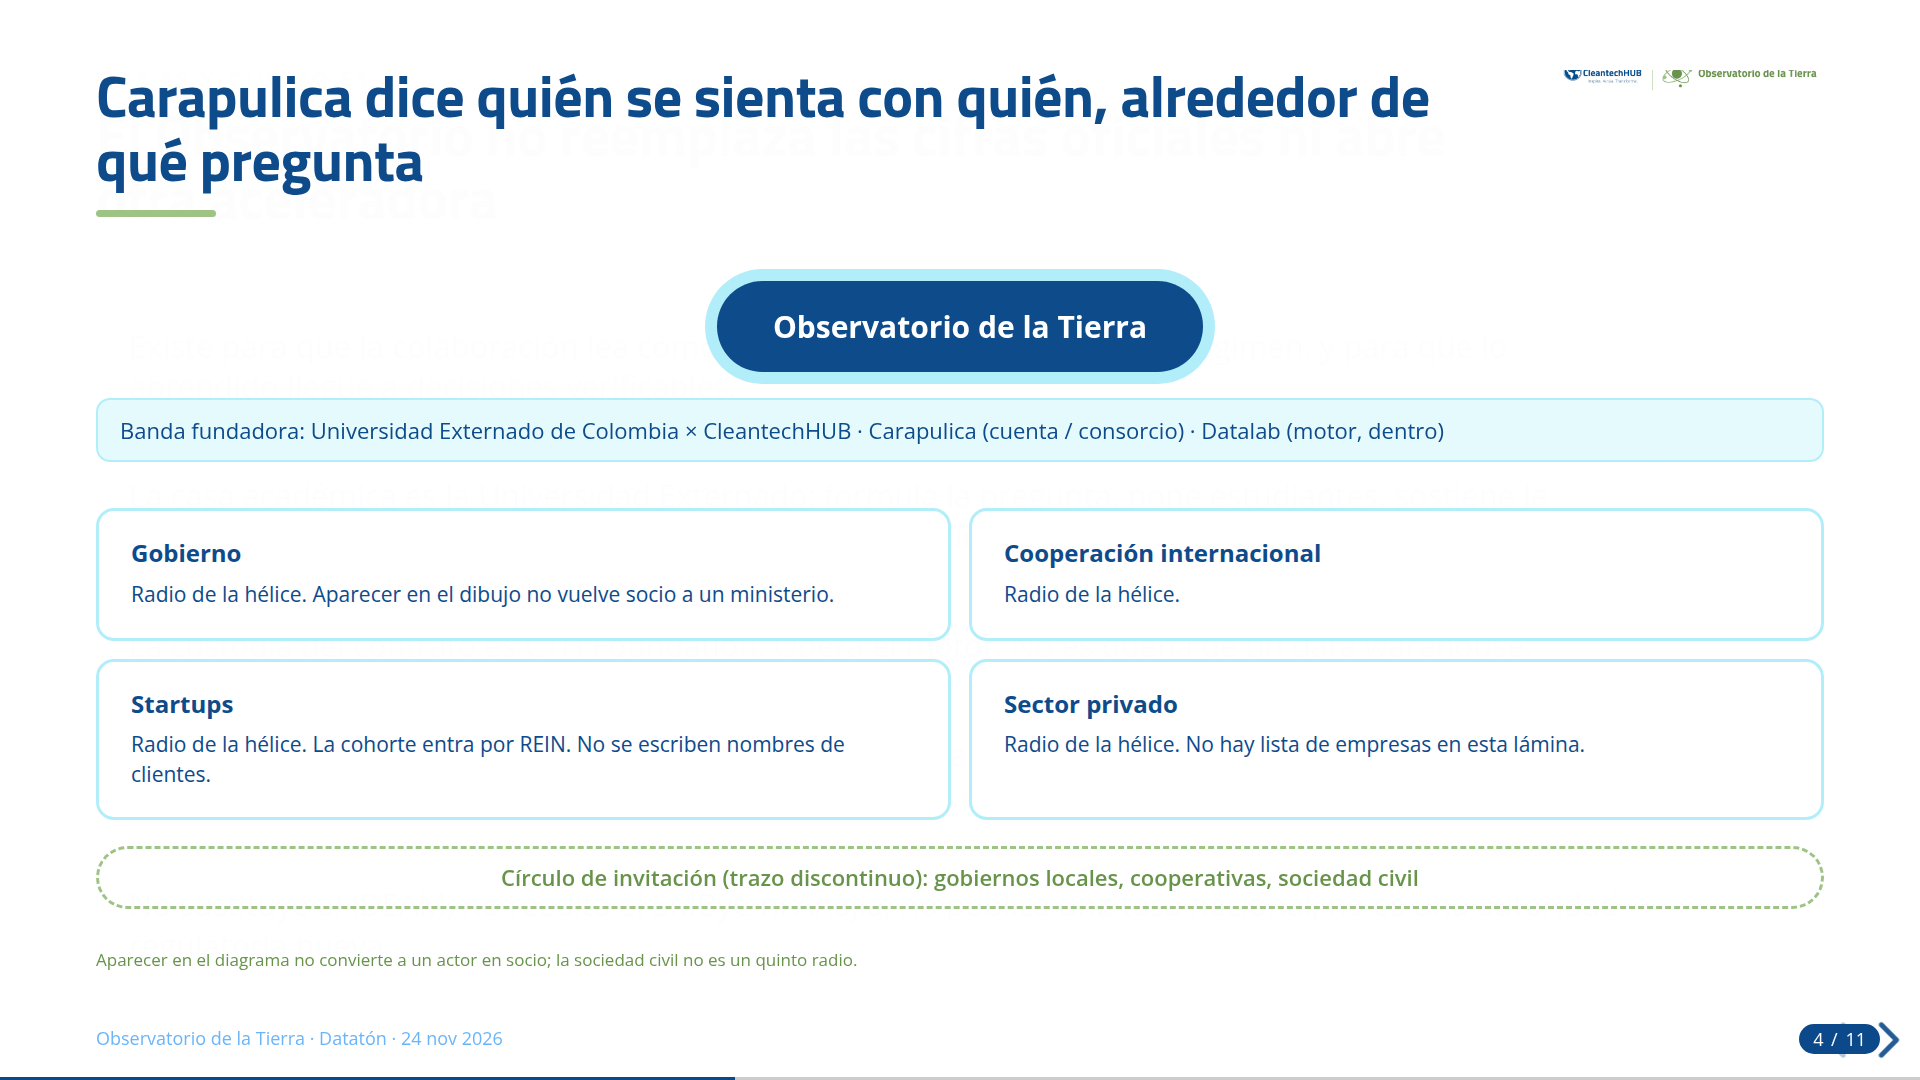 Carapulica dice quién se sienta con quién, alrededor de
qué pregunta
CleantechHUB
Observatorio de la Tierra
Observatorio de la Tierra
Banda fundadora: Universidad Externado de Colombia × CleantechHUB · Carapulica (cuenta / consorcio) · Datalab (motor, dentro)
Gobierno
Radio de la hélice. Aparecer en el dibujo no vuelve socio a un ministerio.
Cooperación internacional
Radio de la hélice.
Startups
Radio de la hélice. La cohorte entra por REIN. No se escriben nombres de
clientes.
Sector privado
Radio de la hélice. No hay lista de empresas en esta lámina.
Círculo de invitación (trazo discontinuo): gobiernos locales, cooperativas, sociedad civil
Aparecer en el diagrama no convierte a un actor en socio; la sociedad civil no es un quinto radio.
Observatorio de la Tierra · Datatón · 24 nov 2026
4 / 11